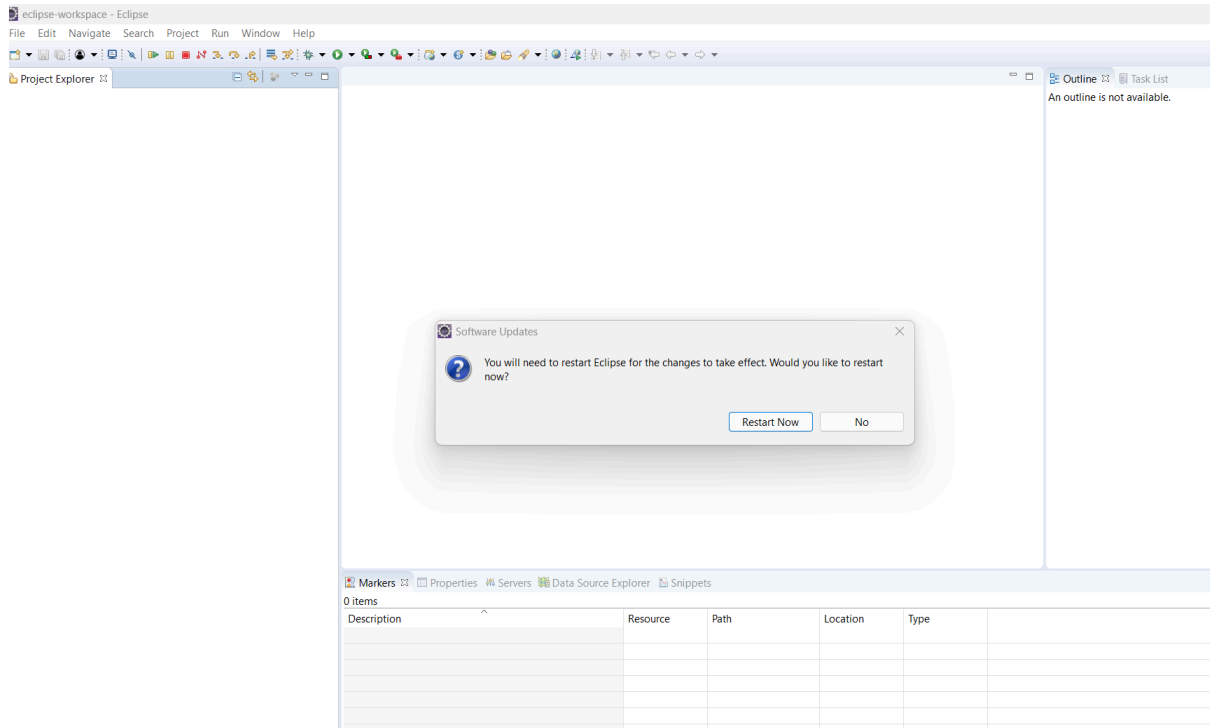 eclipse-workspace - Eclipse
File Edit Navigate Search Project Run Window Help
Project Explorer
Outline Task List
An outline is not available.
Software Updates
You will need to restart Eclipse for the changes to take effect. Would you like to restart
now?
Restart Now No
Markers Properties Servers Data Source Explorer Snippets
0 items
Description Resource Path Location Type